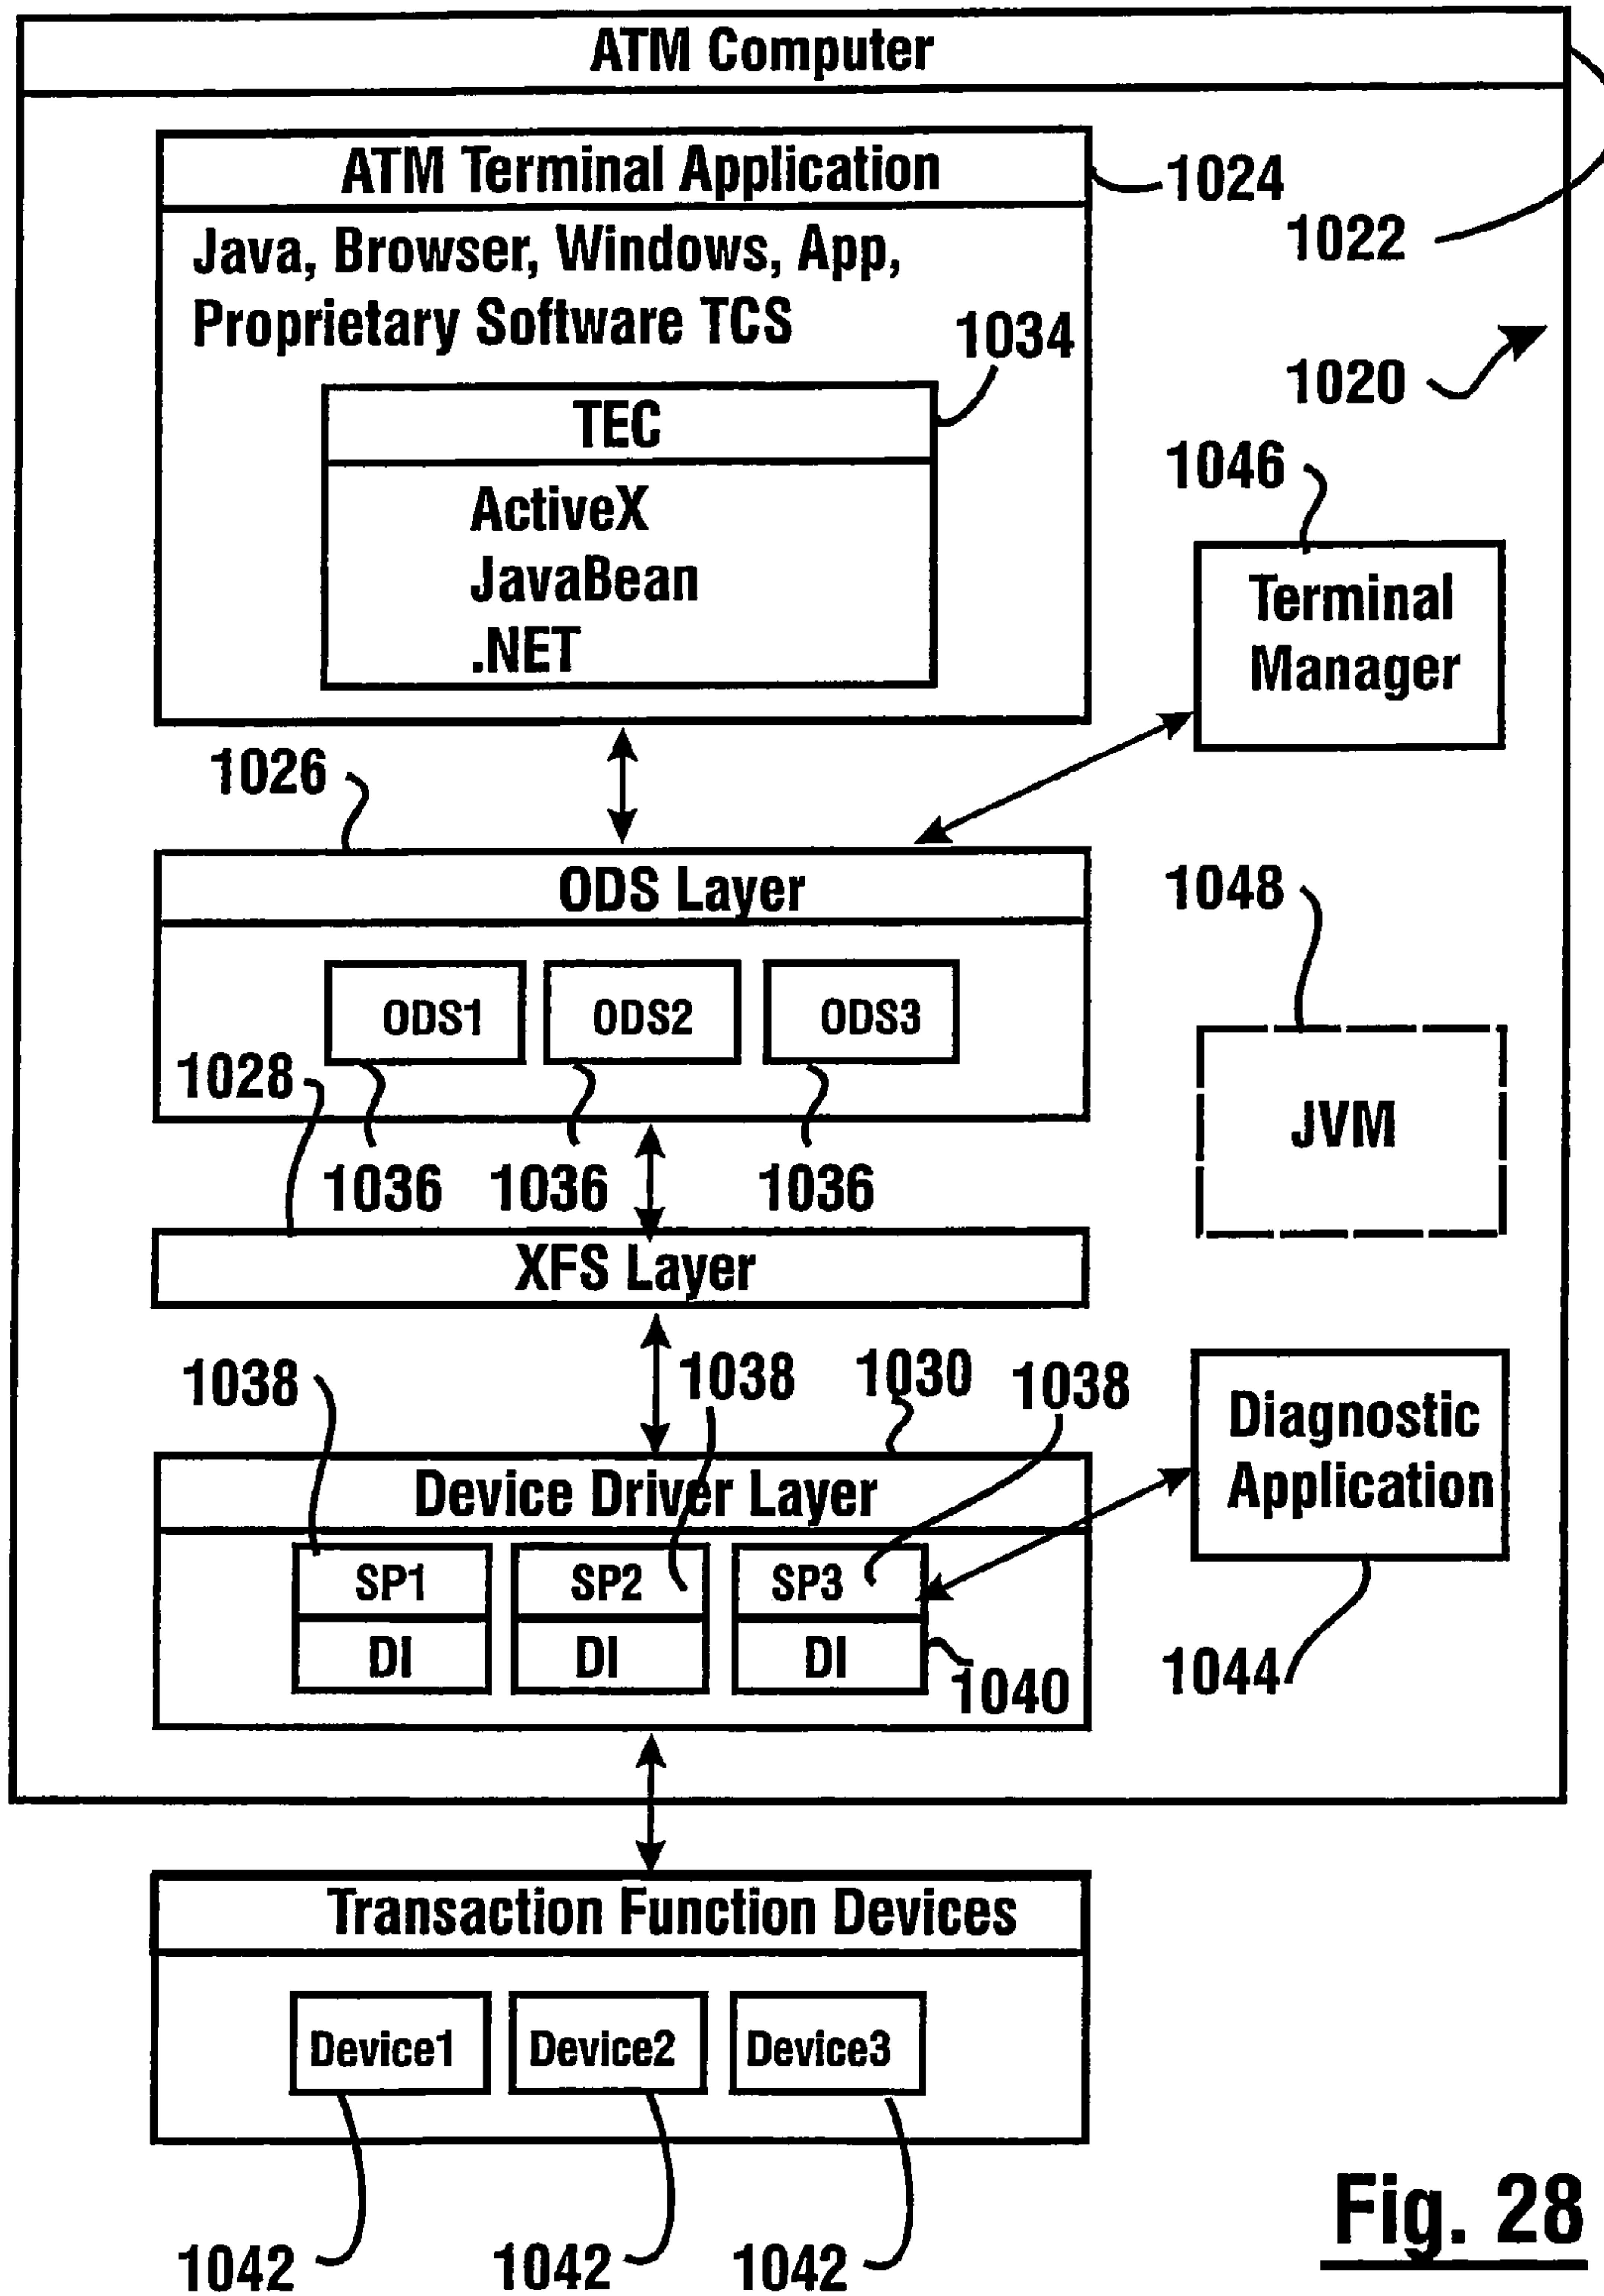 ATM Computer
ATM Terminal Application
1024
Java, Browser, Windows, App,
1022
Proprietary Software TCS
1034
1020
TEC
1046
ActiveX
JavaBean
.NET
Terminal
Manager
1026
ODS Layer
1048
ODS1
ODS2
ODS3
1028
JVM
1036
1036
1036
XFS Layer
1038
1038
1030
1038
Diagnostic
Application
Device Driver Layer
SP1
SP2
SP3
DI
DI
DI
1040
1044
Transaction Function Devices
Device1
Device2
Device3
1042
1042
1042
Fig. 28